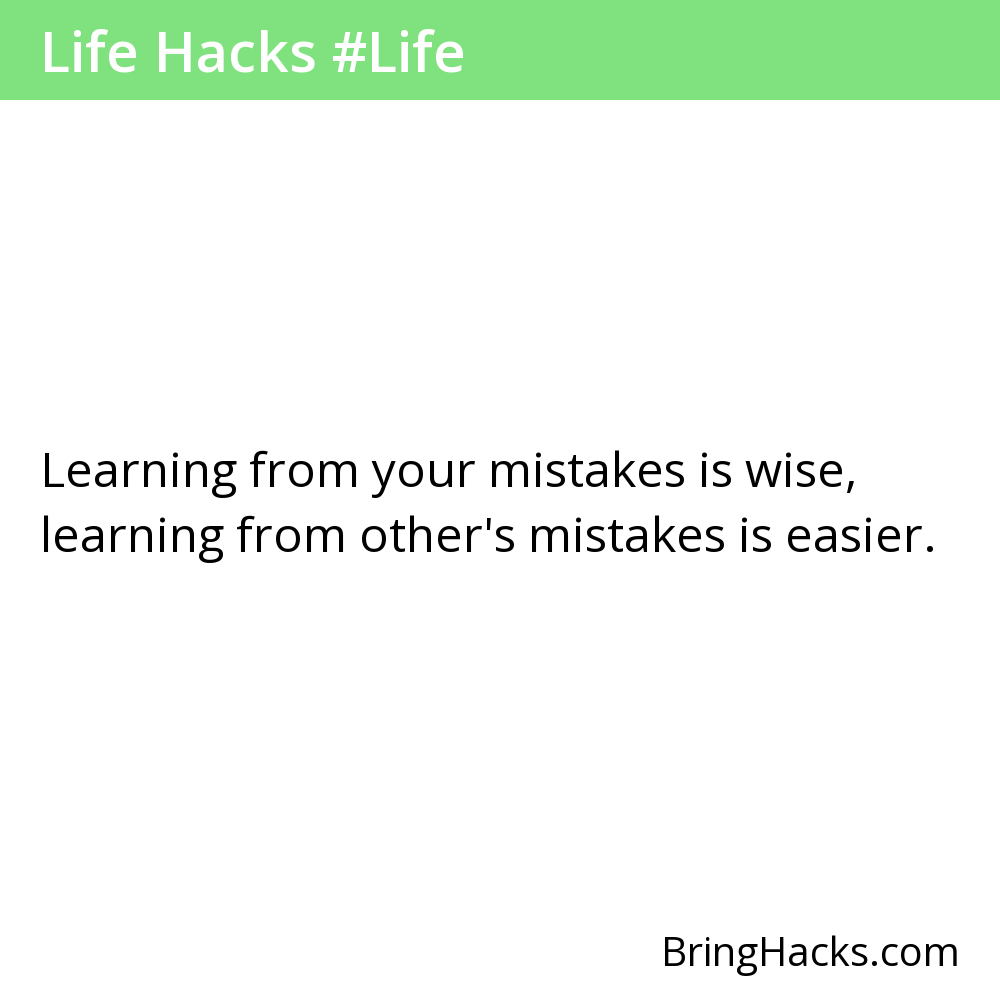 Life Hacks #Life
Learning from your mistakes is wise,
learning from other's mistakes is easier.
BringHacks.com